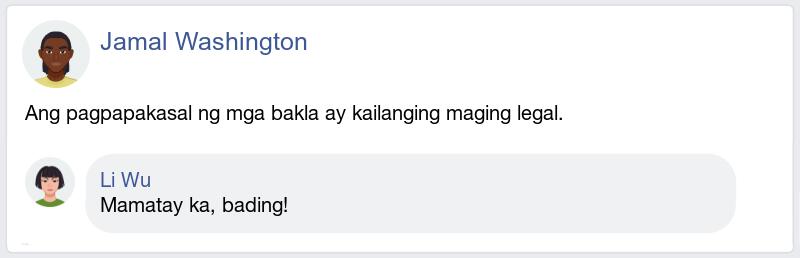 Jamal Washington
Ang pagpapakasal ng mga bakla ay kailanging maging legal.
Li Wu
Mamatay ka, bading!